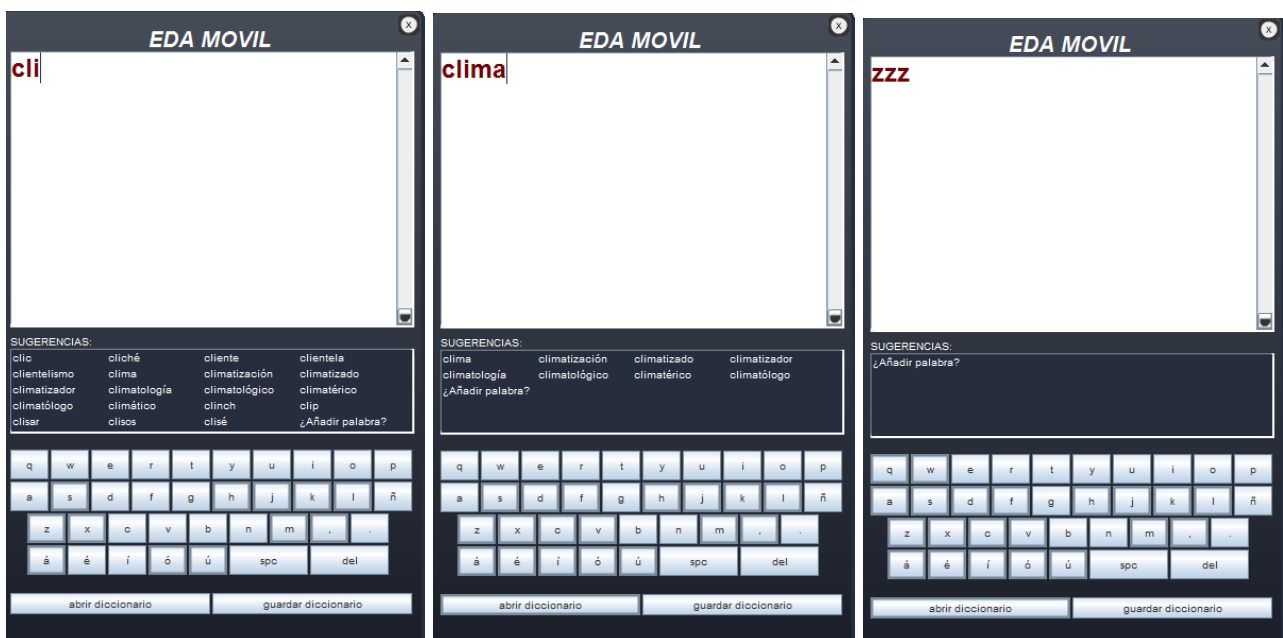 x
EDA MOVIL
cli
SUGERENCIAS:
clic cliché cliente clientela
clientelismo clima climatización climatizado
climatizador climatología climatológico climatérico
climatólogo climático clinch clip
clisar clisos clisé ¿Añadir palabra?
q w e r t y u i o p
a s d f g h j k l ñ
z x c v b n m , .
á é í ó ú spc del
abrir diccionario guardar diccionario
x
EDA MOVIL
clima
SUGERENCIAS:
clima climatización climatizado climatizador
climatología climatológico climatérico climatólogo
¿Añadir palabra?
q w e r t y u i o p
a s d f g h j k l ñ
z x c v b n m , .
á é í ó ú spc del
abrir diccionario guardar diccionario
x
EDA MOVIL
zzz
SUGERENCIAS:
¿Añadir palabra?
q w e r t y u i o p
a s d f g h j k l ñ
z x c v b n m , .
á é í ó ú spc del
abrir diccionario guardar diccionario